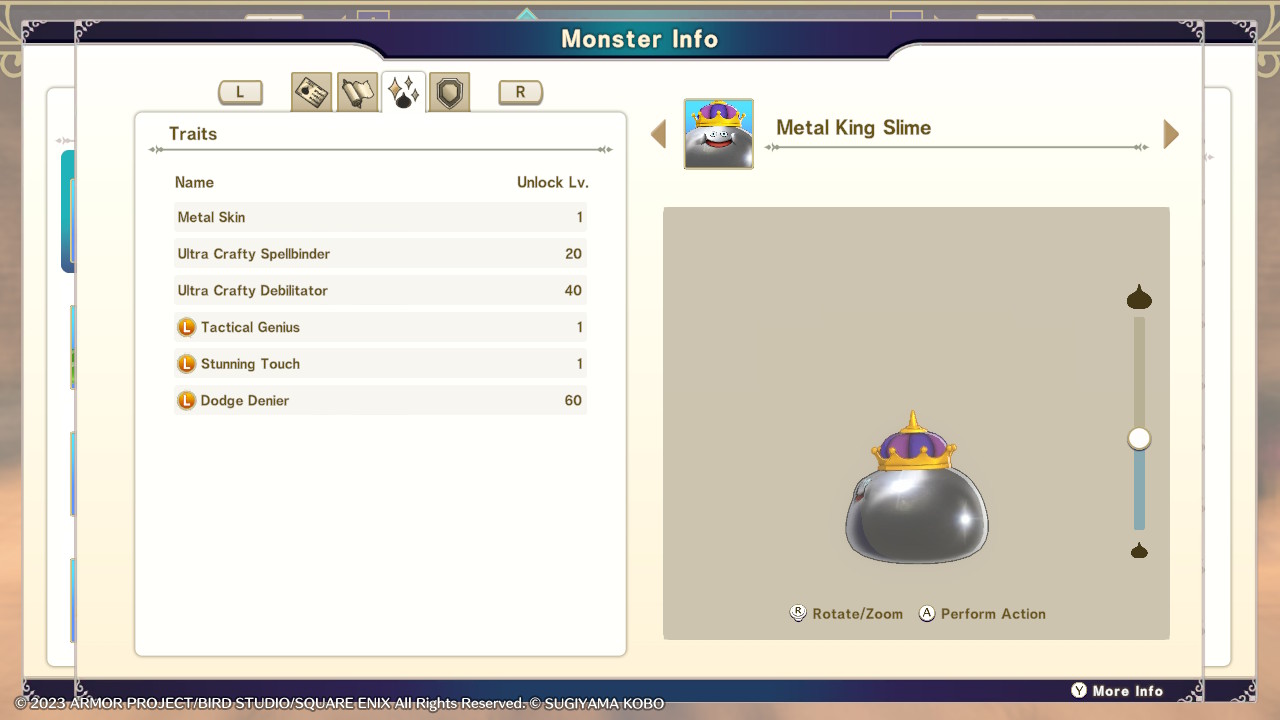 Monster Info
L
R
Traits
Name Unlock Lv.
Metal Skin 1
Ultra Crafty Spellbinder 20
Ultra Crafty Debilitator 40
L Tactical Genius 1
L Stunning Touch 1
L Dodge Denier 60
Metal King Slime
R Rotate/Zoom A Perform Action
Y More Info
© 2023 ARMOR PROJECT/BIRD STUDIO/SQUARE ENIX All Rights Reserved. © SUGIYAMA KOBO